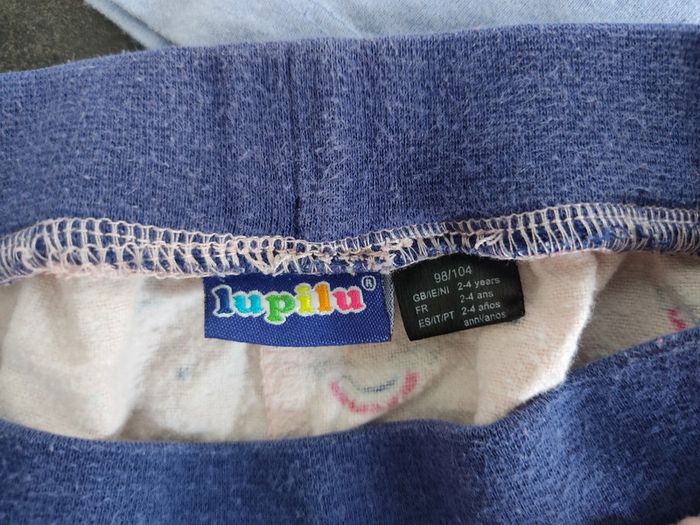 lupilu®
98/104
GB/IE/NI 2-4 years
FR 2-4 ans
ES/IT/PT 2-4 años
anni/anos